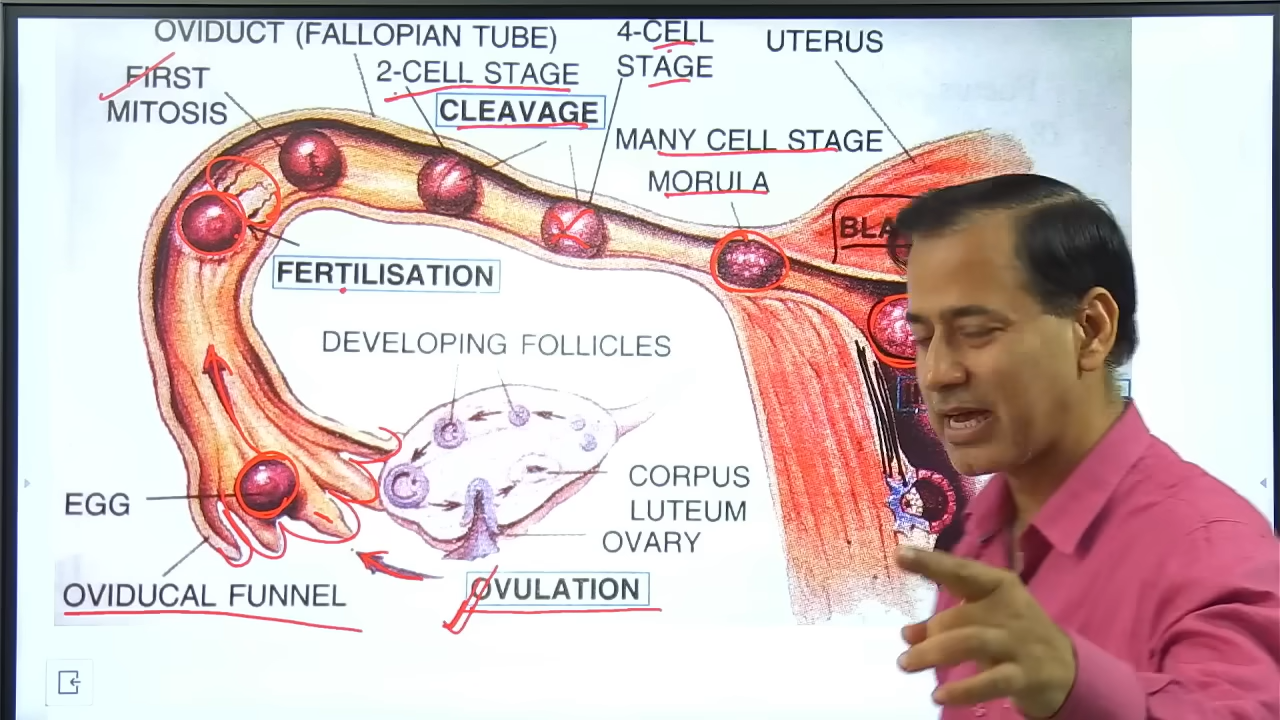 OVIDUCT (FALLOPIAN TUBE)
4-CELL
STAGE
UTERUS
FIRST
MITOSIS
2-CELL STAGE
CLEAVAGE
MANY CELL STAGE
MORULA
FERTILISATION
DEVELOPING FOLLICLES
EGG
CORPUS
LUTEUM
OVARY
OVIDUCAL FUNNEL
OVULATION